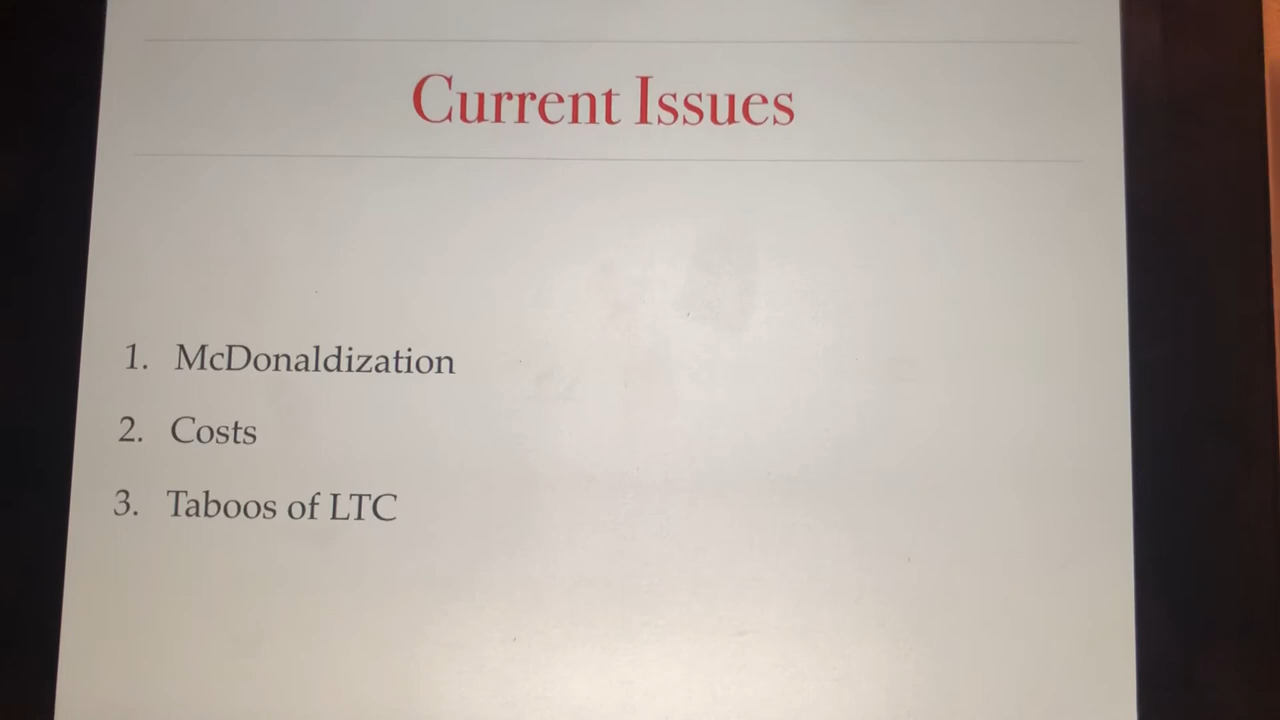 Current Issues
1. McDonaldization
2. Costs
3. Taboos of LTC